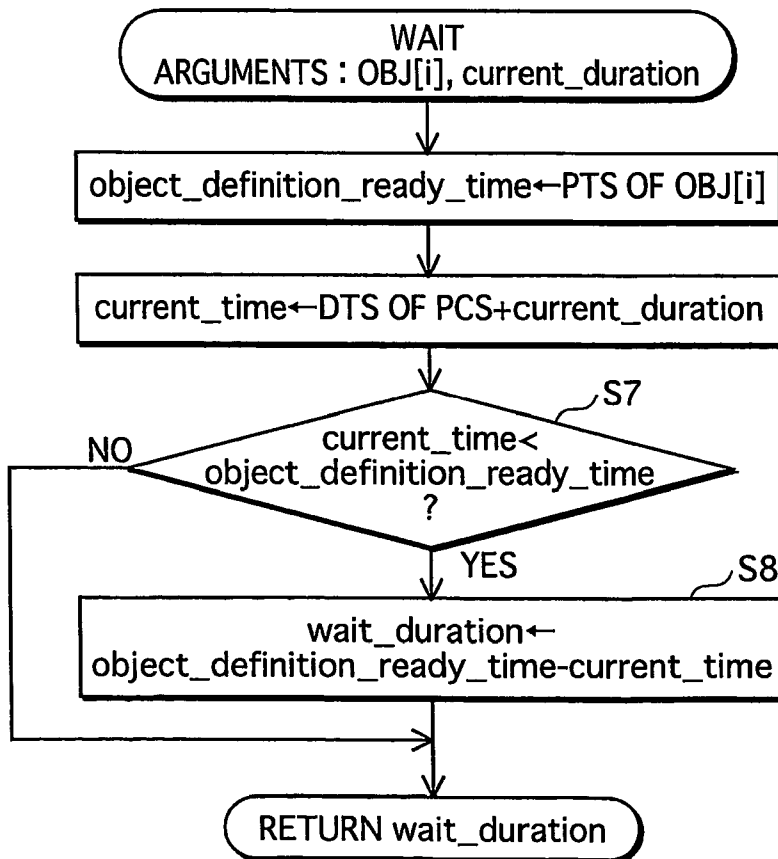 WAIT
ARGUMENTS : OBJ[i], current_duration
object_definition_ready_time←PTS OF OBJ[i]
current_time←DTS OF PCS+current_duration
S7
NO
current_time<
object_definition_ready_time
?
YES
S8
wait_duration←
object_definition_ready_time-current_time
RETURN wait_duration